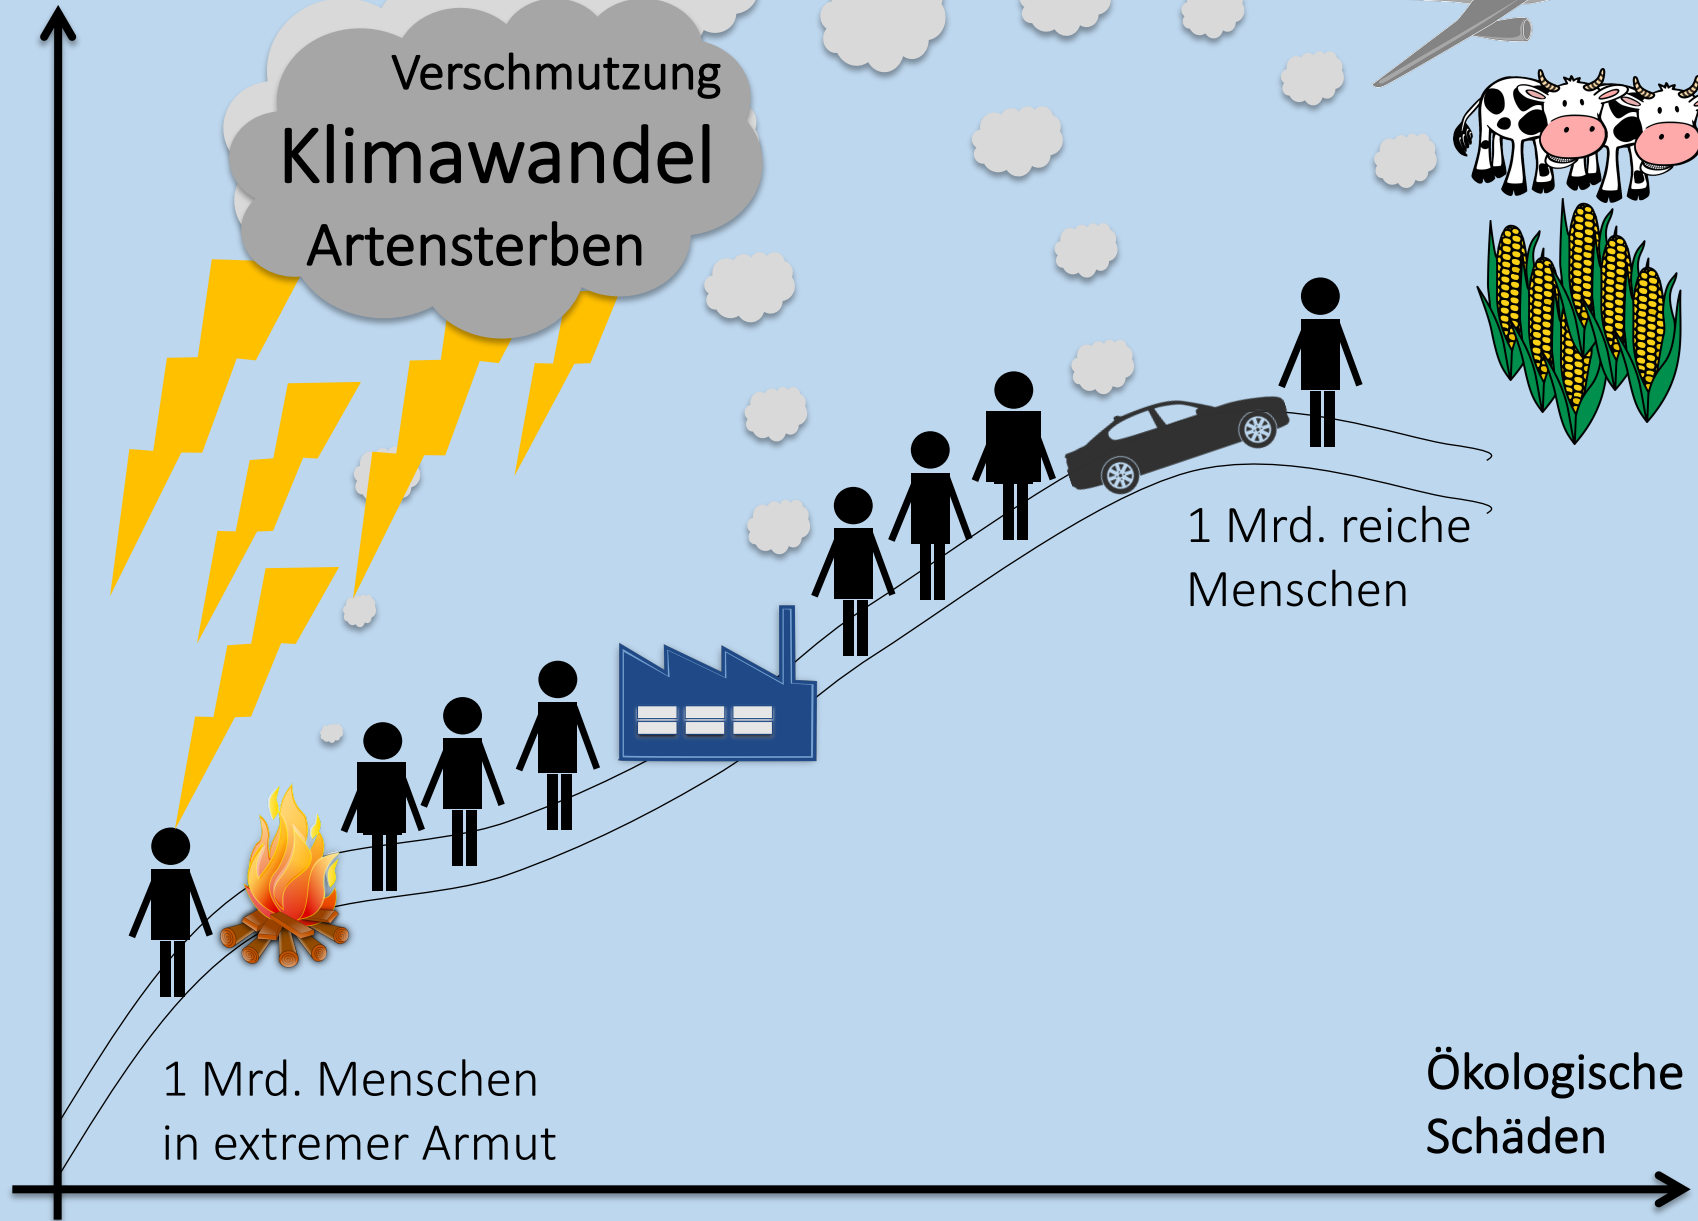 Verschmutzung
Klimawandel
Artensterben
1 Mrd. reiche
Menschen
1 Mrd. Menschen
in extremer Armut
Ökologische
Schäden